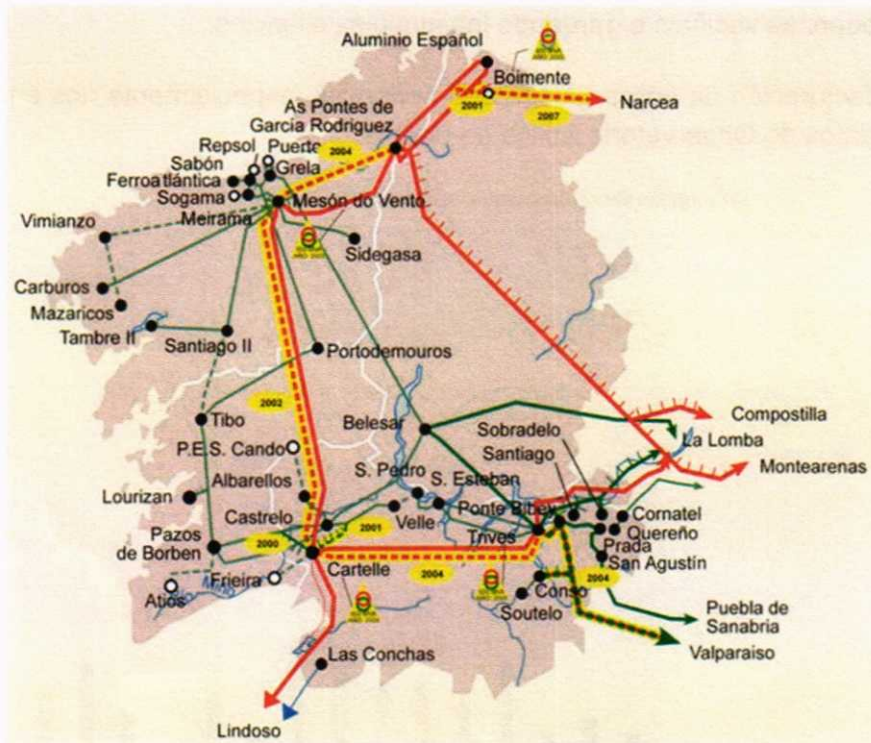 Aluminio Español
Boimente
2001
2007
Narcea
As Pontes de
García Rodriguez
2004
Repsol Puerto
Sabón
Grela
Ferroatlántica
Sogama
Mesón do Vento
Meirama
Vimianzo
Sidegasa
Carburos
Mazaricos
Tambre II
Santiago II
Portodemouros
2002
Tibo
Belesar
Compostilla
Sobradelo
La Lomba
P.E.S. Cando
Santiago
Montearenas
S. Pedro
S. Esteban
Albarellos
Lourizan
Castrelo
Velle
Ponte Bibey
Cornatel
2001
Trives
Quereño
Pazos
de Borben
2000
Prada
San Agustín
Frieira
Cartelle
2004
2004
Miño
Atios
Conso
Soutelo
Puebla de
Sanabria
Valparaiso
Las Conchas
Lindoso